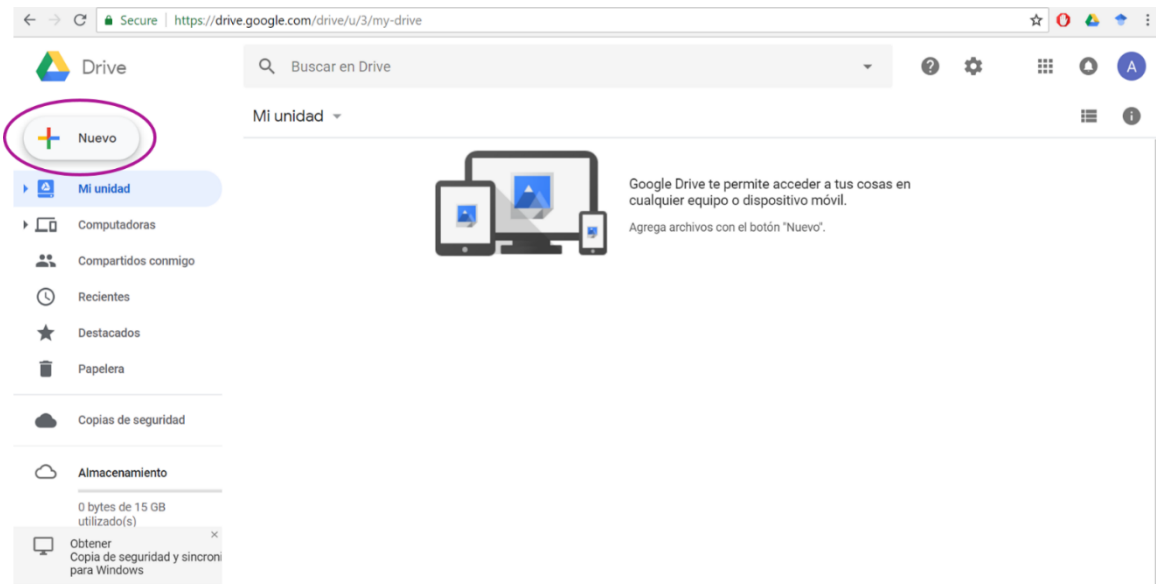 Secure | https://drive.google.com/drive/u/3/my-drive
Drive
Buscar en Drive
A
Nuevo
Mi unidad
Mi unidad
Computadoras
Compartidos conmigo
Recientes
Destacados
Papelera
Copias de seguridad
Almacenamiento
0 bytes de 15 GB
utilizado(s)
Obtener
Copia de seguridad y sincroni
para Windows
Google Drive te permite acceder a tus cosas en
cualquier equipo o dispositivo móvil.
Agrega archivos con el botón "Nuevo".